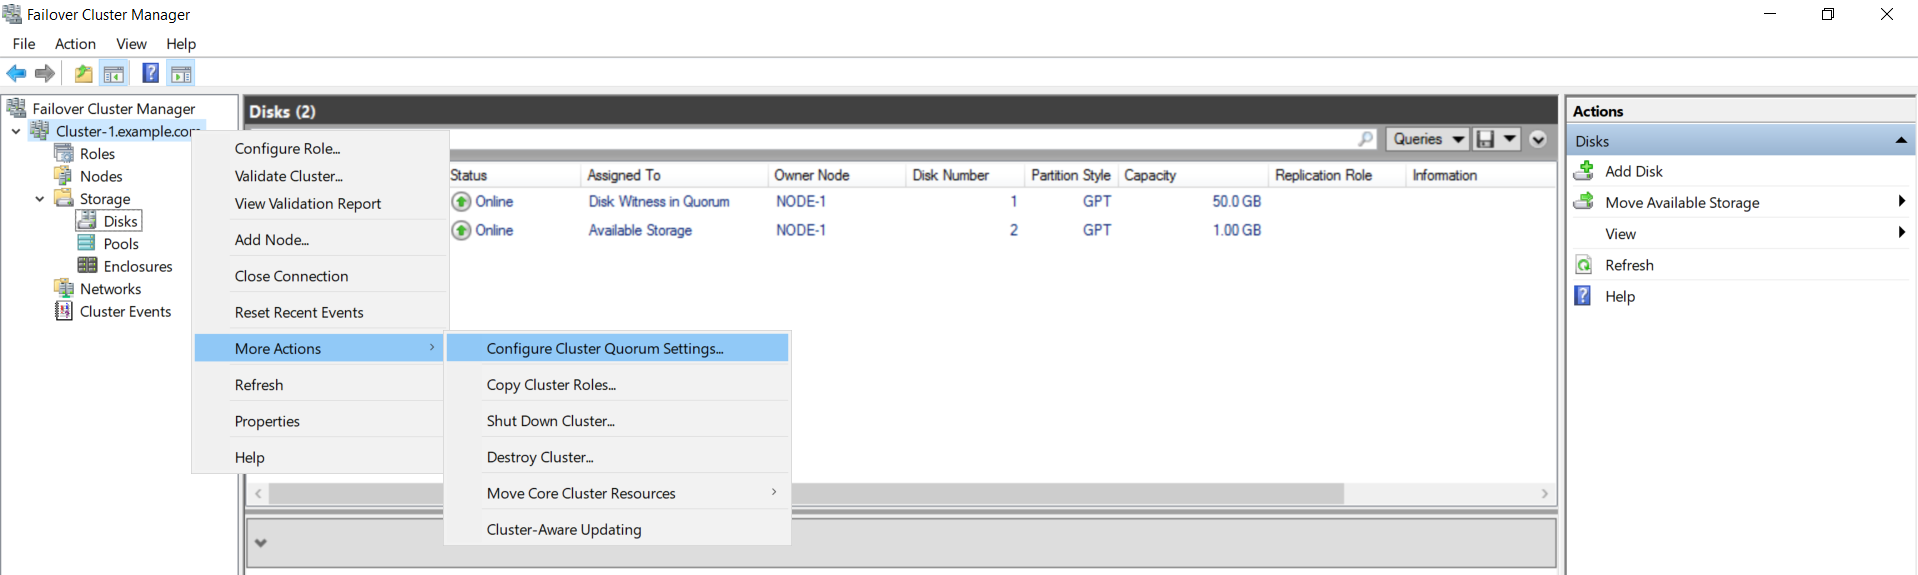 Failover Cluster Manager
File Action View Help
Failover Cluster Manager
Cluster-1.example.com
Roles
Nodes
Storage
Disks
Pools
Enclosures
Networks
Cluster Events
Configure Role...
Validate Cluster...
View Validation Report
Add Node...
Close Connection
Reset Recent Events
More Actions
Refresh
Properties
Help
Configure Cluster Quorum Settings...
Copy Cluster Roles...
Shut Down Cluster...
Destroy Cluster...
Move Core Cluster Resources
Cluster-Aware Updating
Disks (2)
Queries
Status Assigned To Owner Node Disk Number Partition Style Capacity Replication Role Information
Online Disk Witness in Quorum NODE-1 1 GPT 50.0 GB
Online Available Storage NODE-1 2 GPT 1.00 GB
Actions
Disks
Add Disk
Move Available Storage
View
Refresh
Help